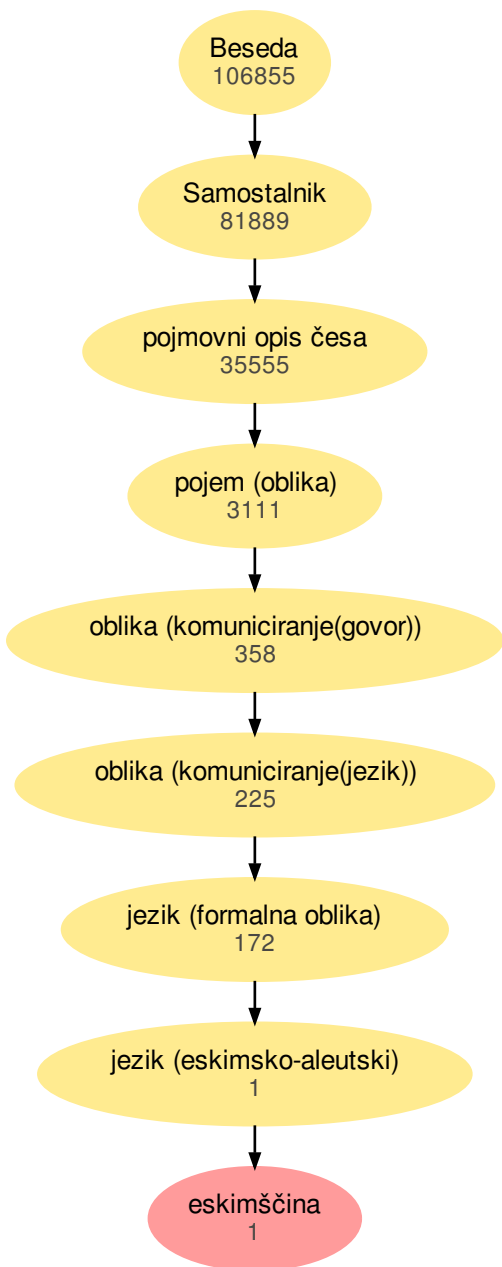 Beseda
106855
Samostalnik
81889
pojmovni opis česa
35555
pojem (oblika)
3111
oblika (komuniciranje(govor))
358
oblika (komuniciranje(jezik))
225
jezik (formalna oblika)
172
jezik (eskimsko-aleutski)
1
eskimščina
1